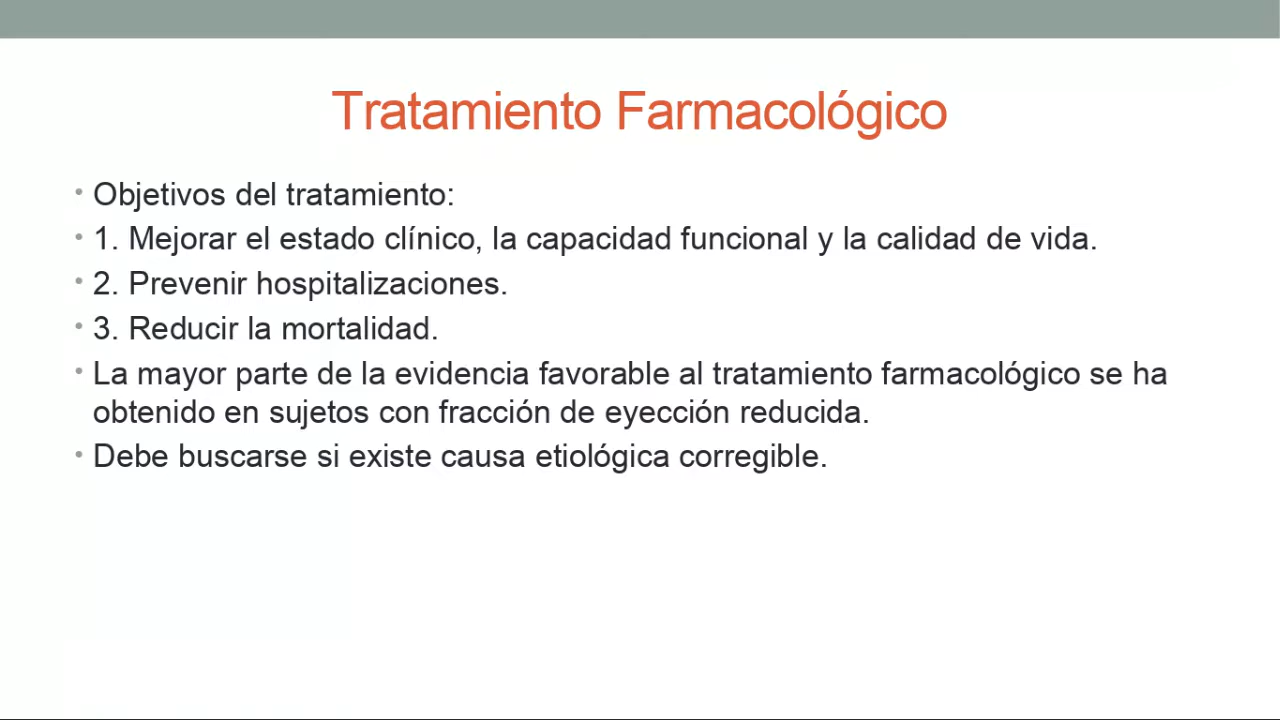 Tratamiento Farmacológico
• Objetivos del tratamiento:
• 1. Mejorar el estado clínico, la capacidad funcional y la calidad de vida.
• 2. Prevenir hospitalizaciones.
• 3. Reducir la mortalidad.
• La mayor parte de la evidencia favorable al tratamiento farmacológico se ha
obtenido en sujetos con fracción de eyección reducida.
• Debe buscarse si existe causa etiológica corregible.